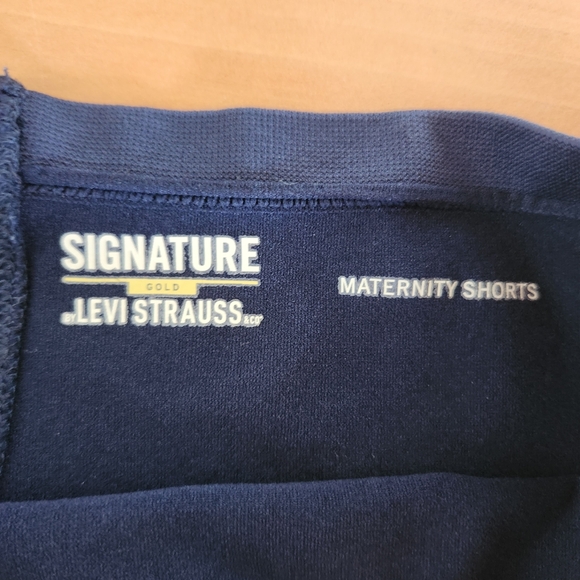 SIGNATURE
GOLD
BY LEVI STRAUSS & CO
MATERNITY SHORTS